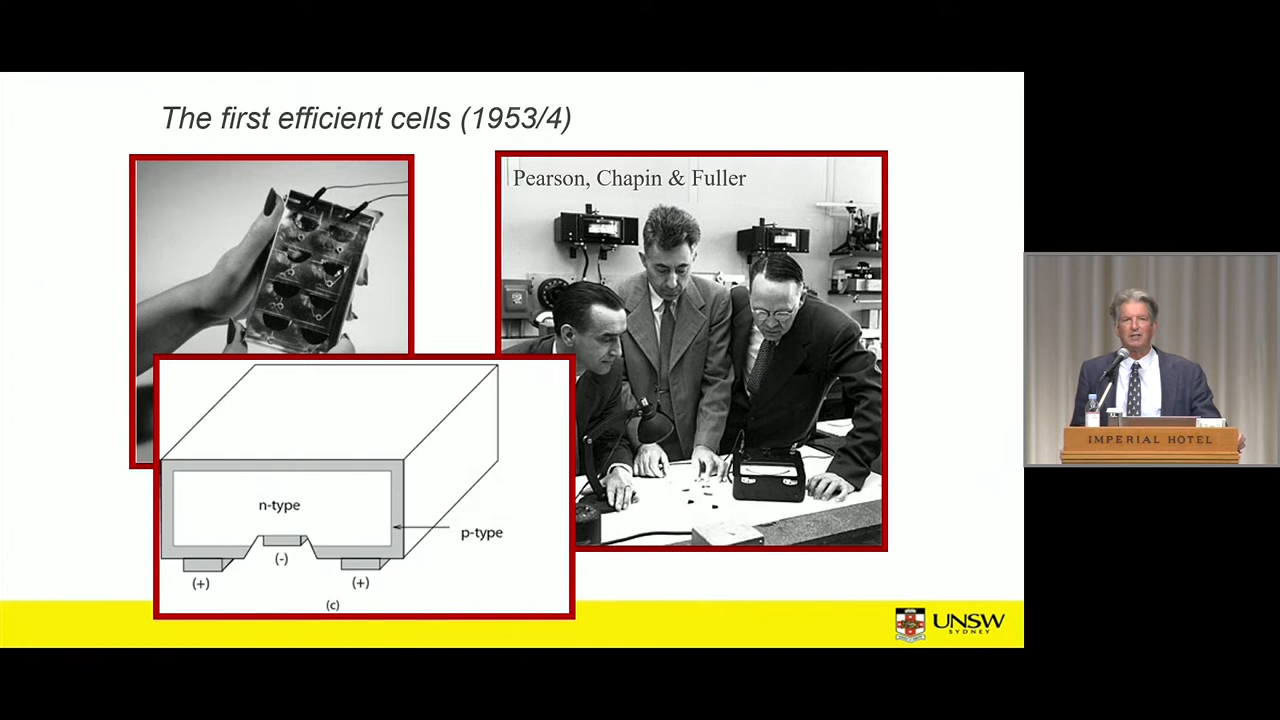 The first efficient cells (1953/4)
Pearson, Chapin & Fuller
n-type
p-type
(-)
(+)
(+)
(c)
UNSW
SYDNEY
IMPERIAL HOTEL